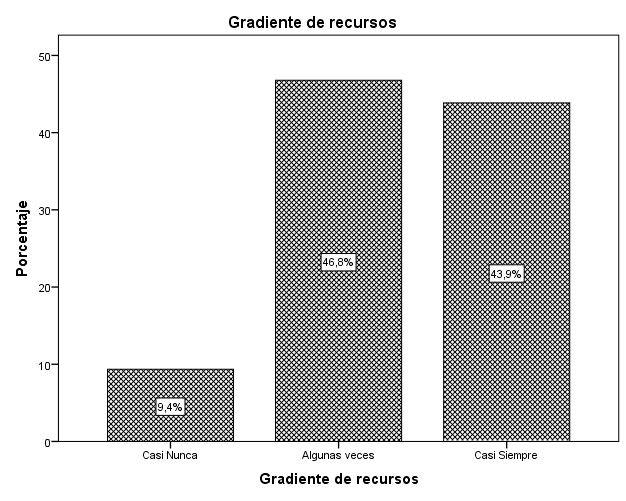 Gradiente de recursos
Porcentaje
50
40
30
20
10
0
46,8%
43,9%
9,4%
Casi Nunca
Algunas veces
Casi Siempre
Gradiente de recursos